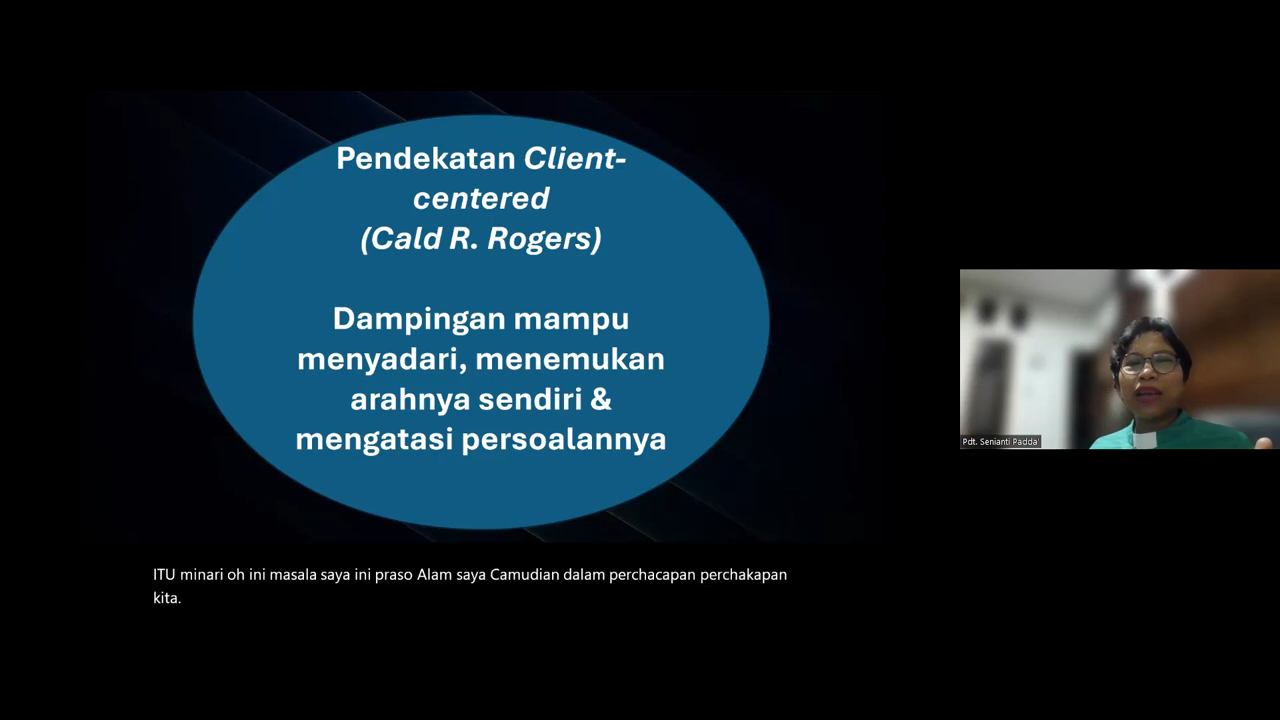 Pendekatan Client-
centered
(Cald R. Rogers)
Dampingan mampu
menyadari, menemukan
arahnya sendiri &
mengatasi persoalannya
Pdt. Senianti Padda'
ITU minari oh ini masala saya ini praso Alam saya Camudian dalam perchacapan perchakapan
kita.